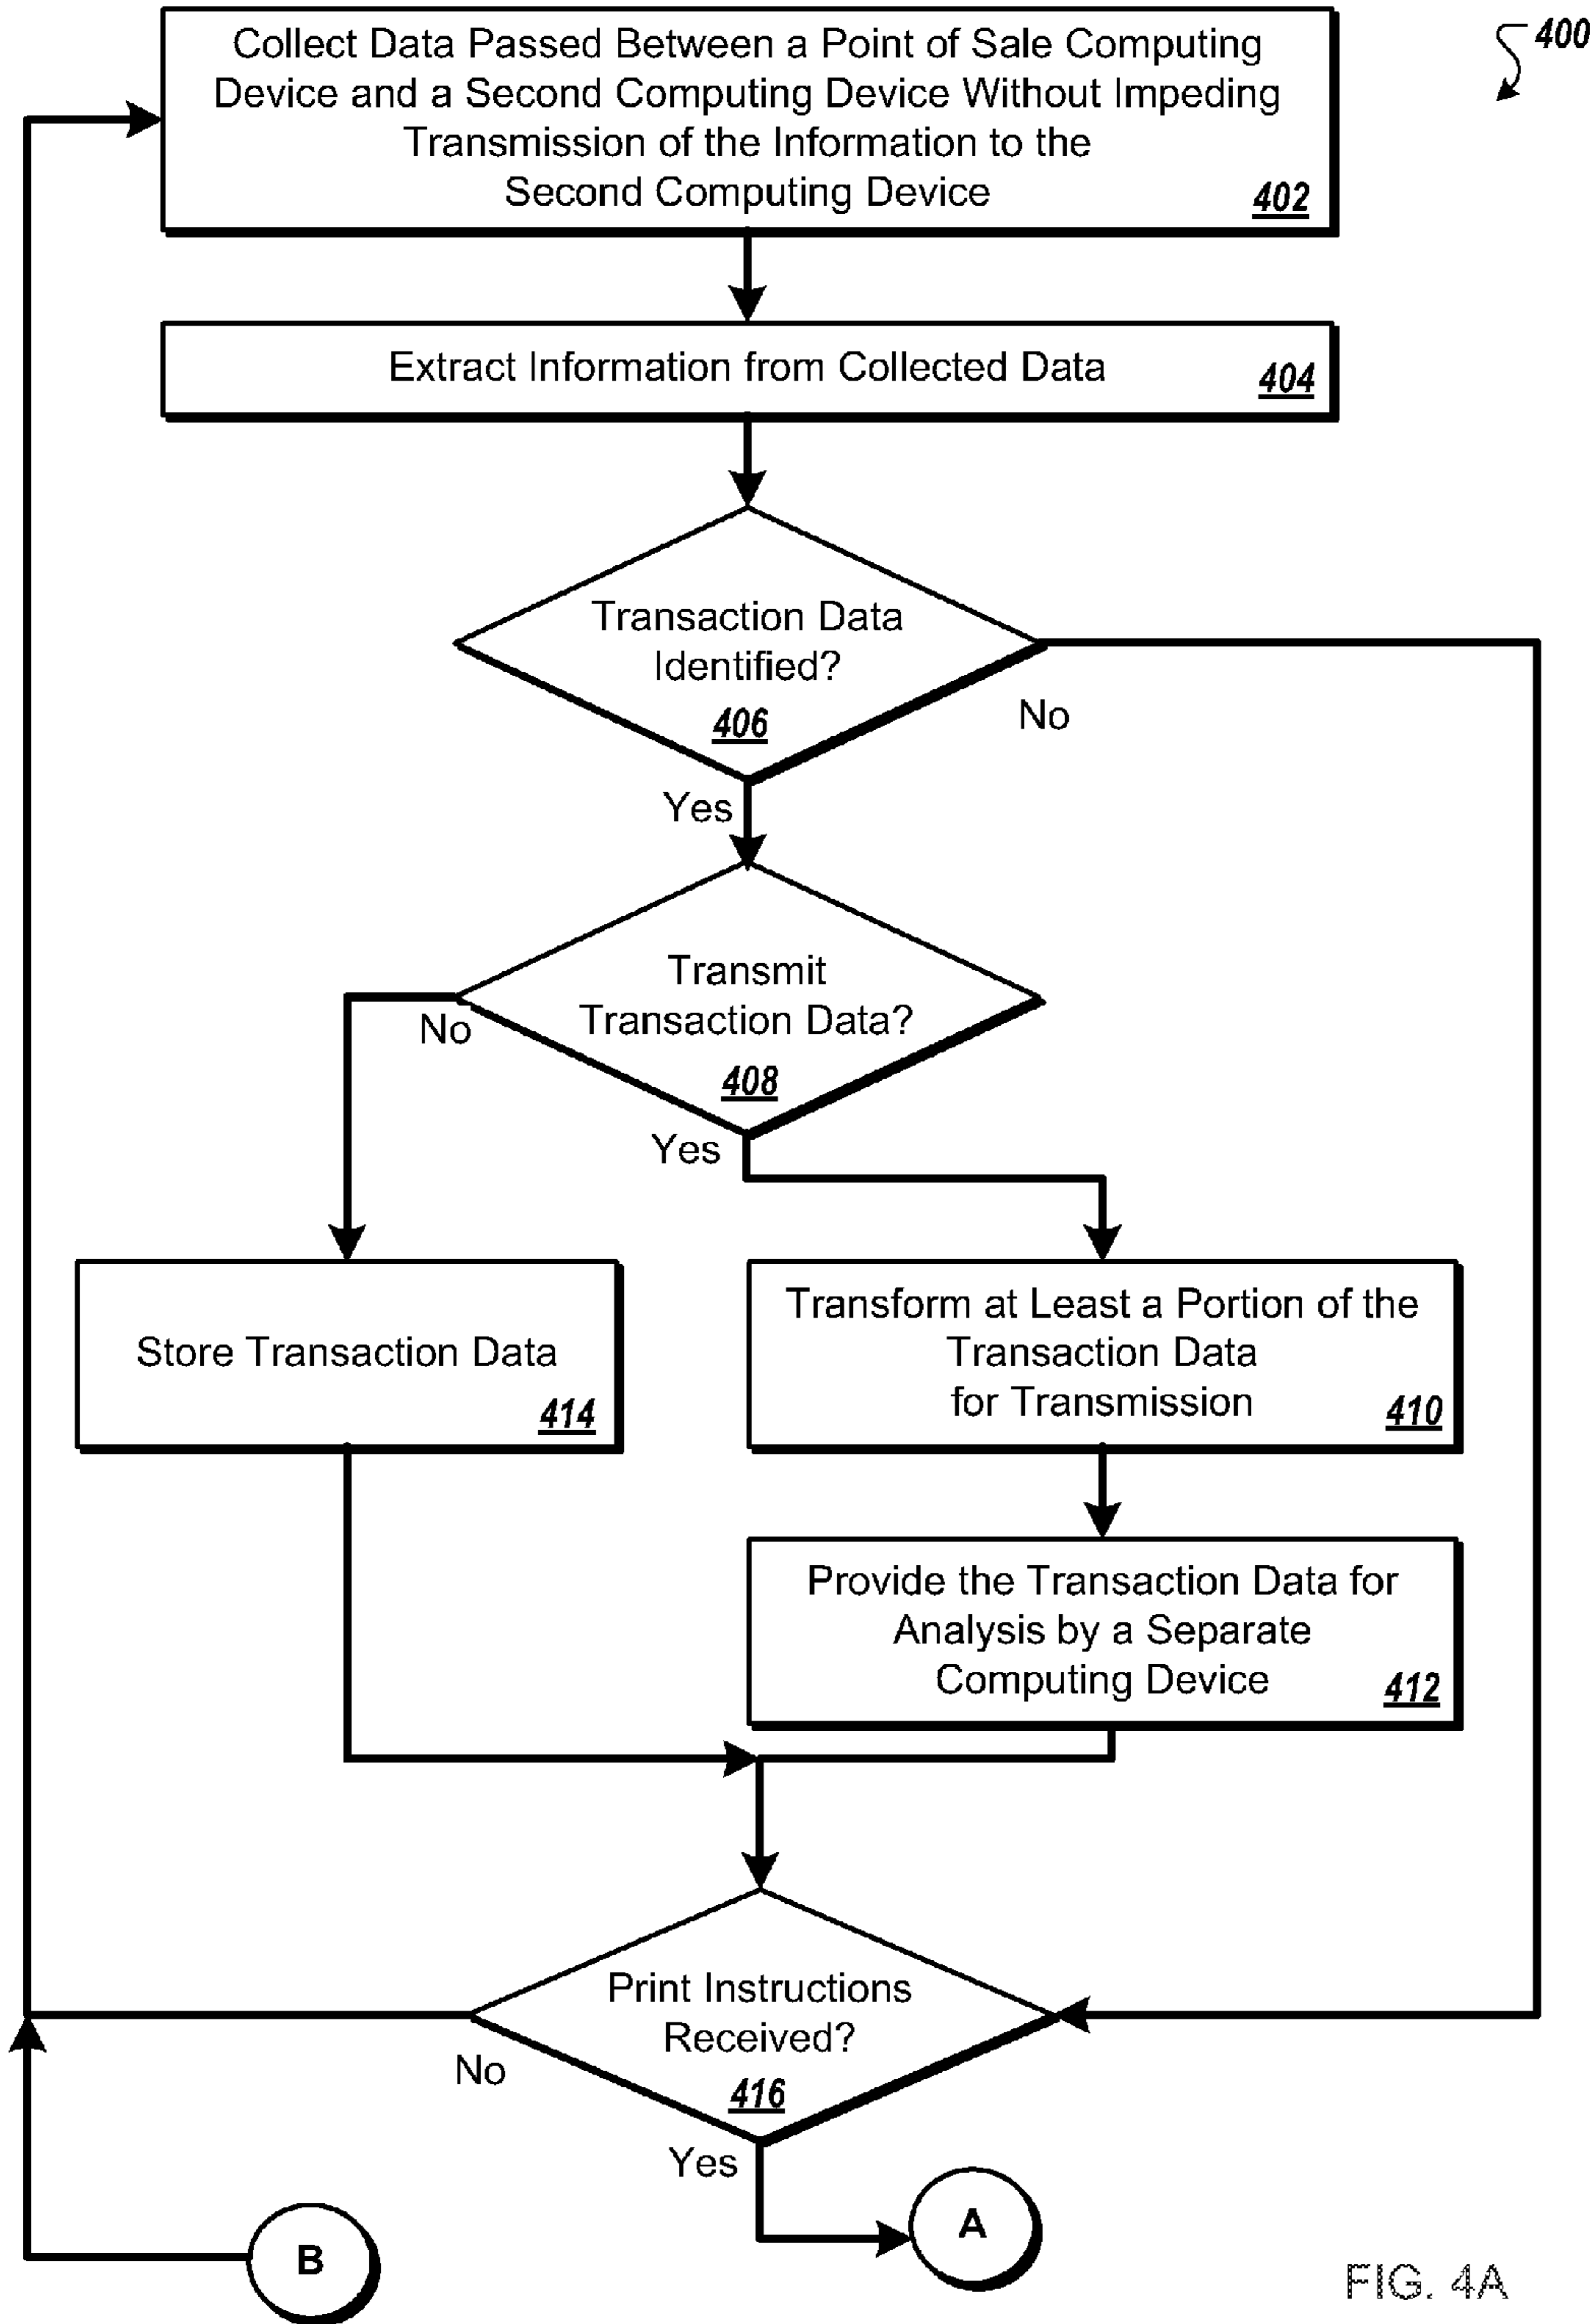 400
Collect Data Passed Between a Point of Sale Computing
Device and a Second Computing Device Without Impeding
Transmission of the Information to the
Second Computing Device
402
Extract Information from Collected Data
404
Transaction Data
Identified?
406
No
Yes
Transmit
Transaction Data?
408
No
Yes
Store Transaction Data
414
Transform at Least a Portion of the
Transaction Data
for Transmission
410
Provide the Transaction Data for
Analysis by a Separate
Computing Device
412
Print Instructions
Received?
416
No
Yes
A
B
FIG. 4A